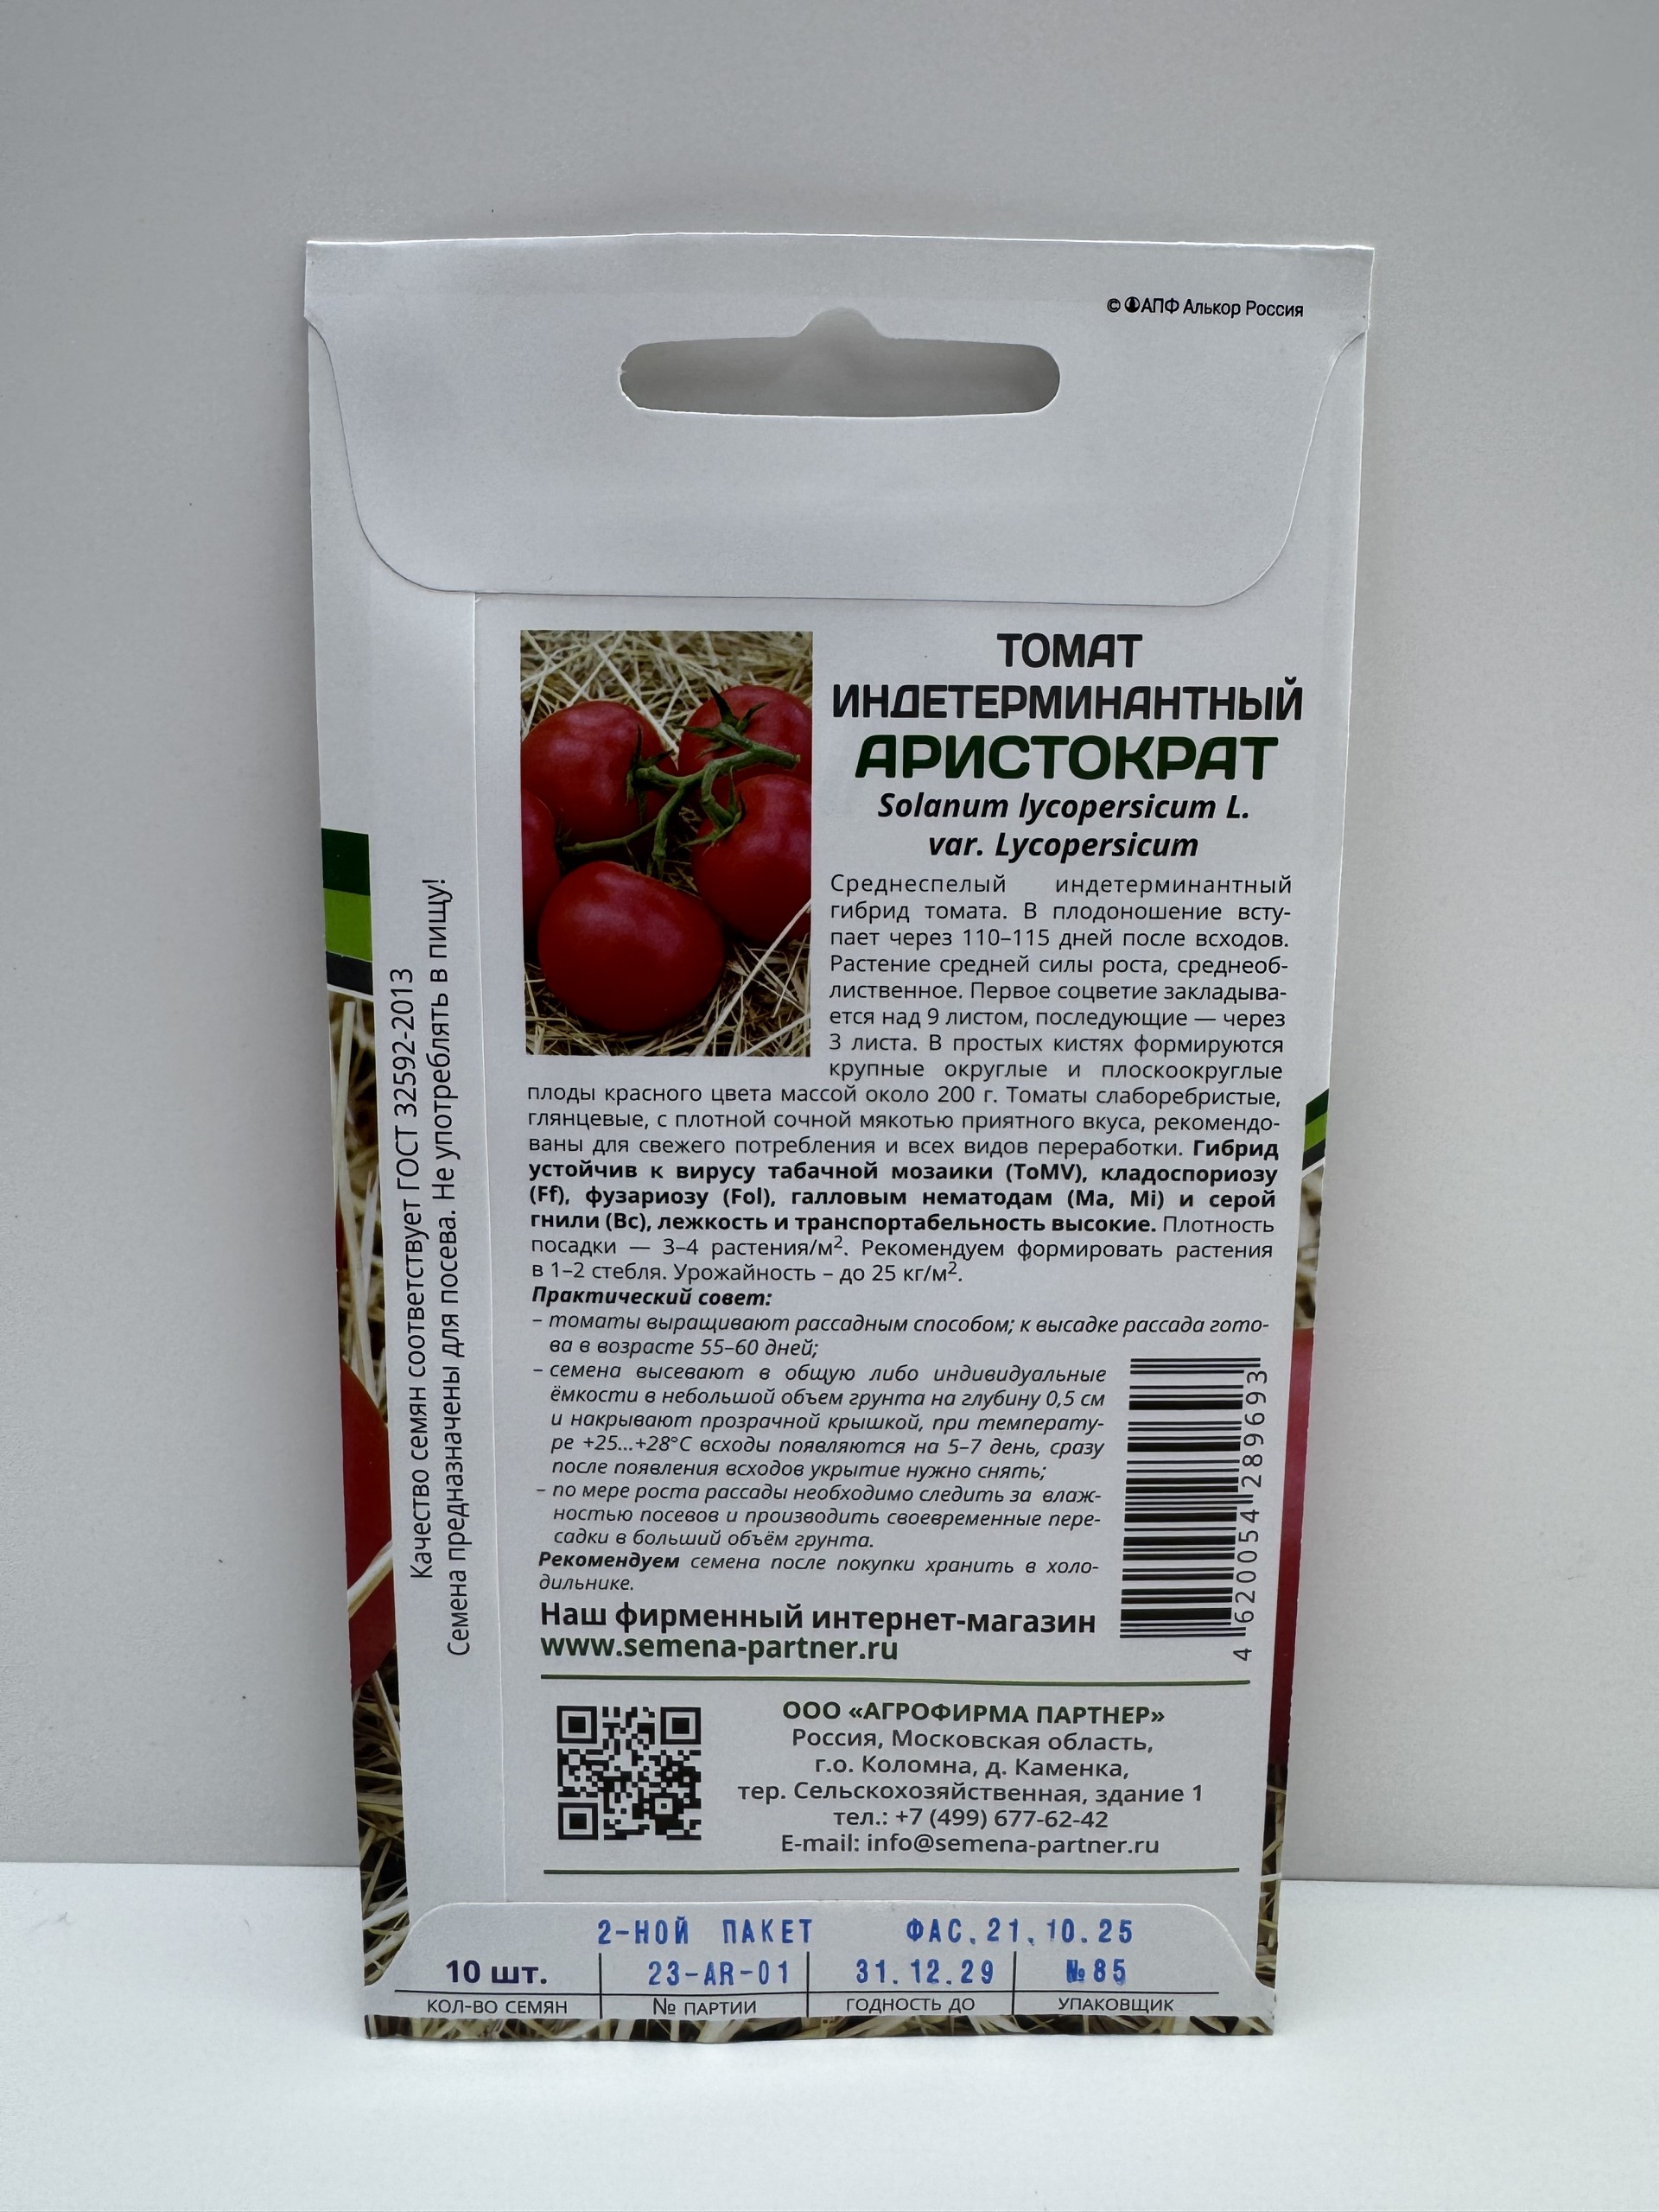 © АПФ Алькор Россия
ТОМАТ
ИНДЕТЕРМИНАНТНЫЙ
АРИСТОКРАТ
Solanum lycopersicum L.
var. Lycopersicum
Среднеспелый индетерминантный
гибрид томата. В плодоношение всту-
пает через 110–115 дней после всходов.
Растение средней силы роста, среднеоб-
лиственное. Первое соцветие закладыва-
ется над 9 листом, последующие — через
3 листа. В простых кистях формируются
крупные округлые и плоскоокруглые
плоды красного цвета массой около 200 г. Томаты слаборебристые,
глянцевые, с плотной сочной мякотью приятного вкуса, рекомендо-
ваны для свежего потребления и всех видов переработки. Гибрид
устойчив к вирусу табачной мозаики (ToMV), кладоспориозу
(Ff), фузариозу (Fol), галловым нематодам (Ma, Mi) и серой
гнили (Bc), лежкость и транспортабельность высокие. Плотность
посадки — 3–4 растения/м². Рекомендуем формировать растения
в 1–2 стебля. Урожайность – до 25 кг/м².
Практический совет:
– томаты выращивают рассадным способом; к высадке рассада гото-
ва в возрасте 55–60 дней;
– семена высевают в общую либо индивидуальные
ёмкости в небольшой объем грунта на глубину 0,5 см
и накрывают прозрачной крышкой, при температу-
ре +25...+28°С всходы появляются на 5–7 день, сразу
после появления всходов укрытие нужно снять;
– по мере роста рассады необходимо следить за влаж-
ностью посевов и производить своевременные пере-
садки в больший объём грунта.
Рекомендуем семена после покупки хранить в холо-
дильнике.
Наш фирменный интернет-магазин
www.semena-partner.ru
4 620054 289693
Качество семян соответствует ГОСТ 32592-2013
Семена предназначены для посева. Не употреблять в пищу!
ООО «АГРОФИРМА ПАРТНЕР»
Россия, Московская область,
г.о. Коломна, д. Каменка,
тер. Сельскохозяйственная, здание 1
тел.: +7 (499) 677-62-42
E-mail: info@semena-partner.ru
2-НОЙ ПАКЕТ ФАС.21.10.25
10 шт. 23-AR-01 31.12.29 №85
КОЛ-ВО СЕМЯН № ПАРТИИ ГОДНОСТЬ ДО УПАКОВЩИК